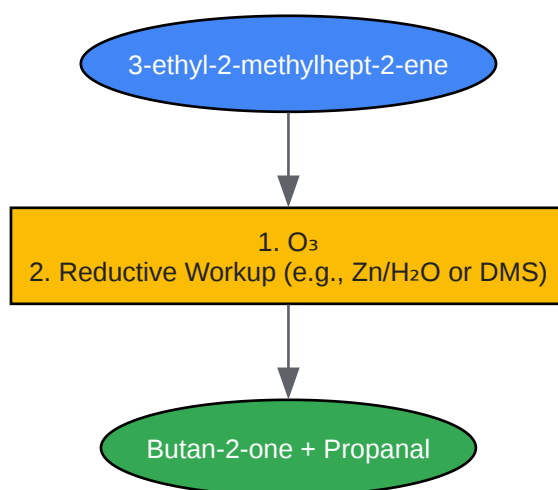 3-ethyl-2-methylhept-2-ene
1. O₃
2. Reductive Workup (e.g., Zn/H₂O or DMS)
Butan-2-one + Propanal